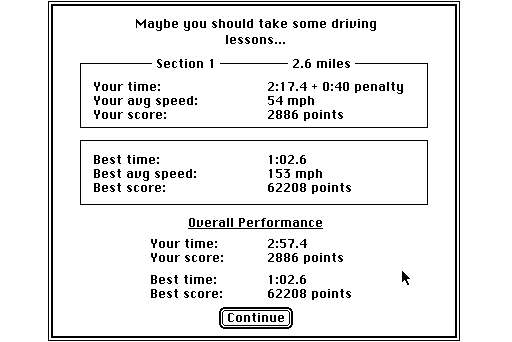 Maybe you should take some driving
lessons...
Section 1 2.6 miles
Your time: 2:17.4 + 0:40 penalty
Your avg speed: 54 mph
Your score: 2886 points
Best time: 1:02.6
Best avg speed: 153 mph
Best score: 62208 points
Overall Performance
Your time: 2:57.4
Your score: 2886 points
Best time: 1:02.6
Best score: 62208 points
Continue